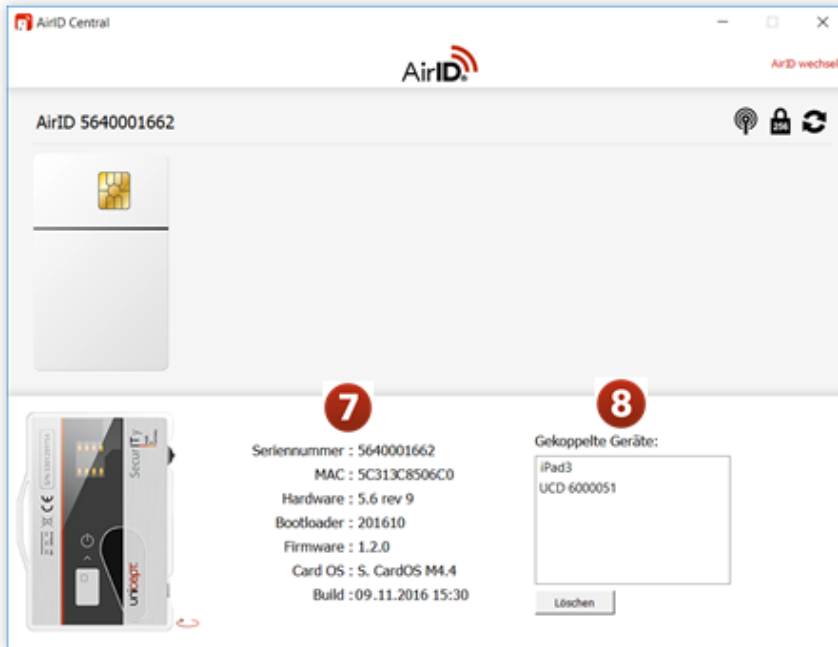 AirID Central
AirID®
AirID wechsel
AirID 5640001662
256
7
8
Seriennummer : 5640001662
MAC : 5C313C8506C0
Hardware : 5.6 rev 9
Bootloader : 201610
Firmware : 1.2.0
Card OS : S. CardOS M4.4
Build : 09.11.2016 15:30
Gekoppelte Geräte:
iPad3
UCD 6000051
Löschen
SecurITy
unicept
CE